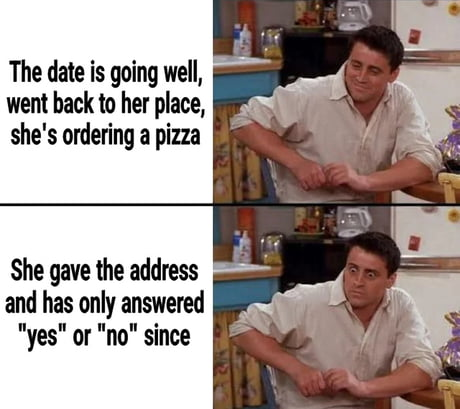 The date is going well,
went back to her place,
she's ordering a pizza
She gave the address
and has only answered
"yes" or "no" since